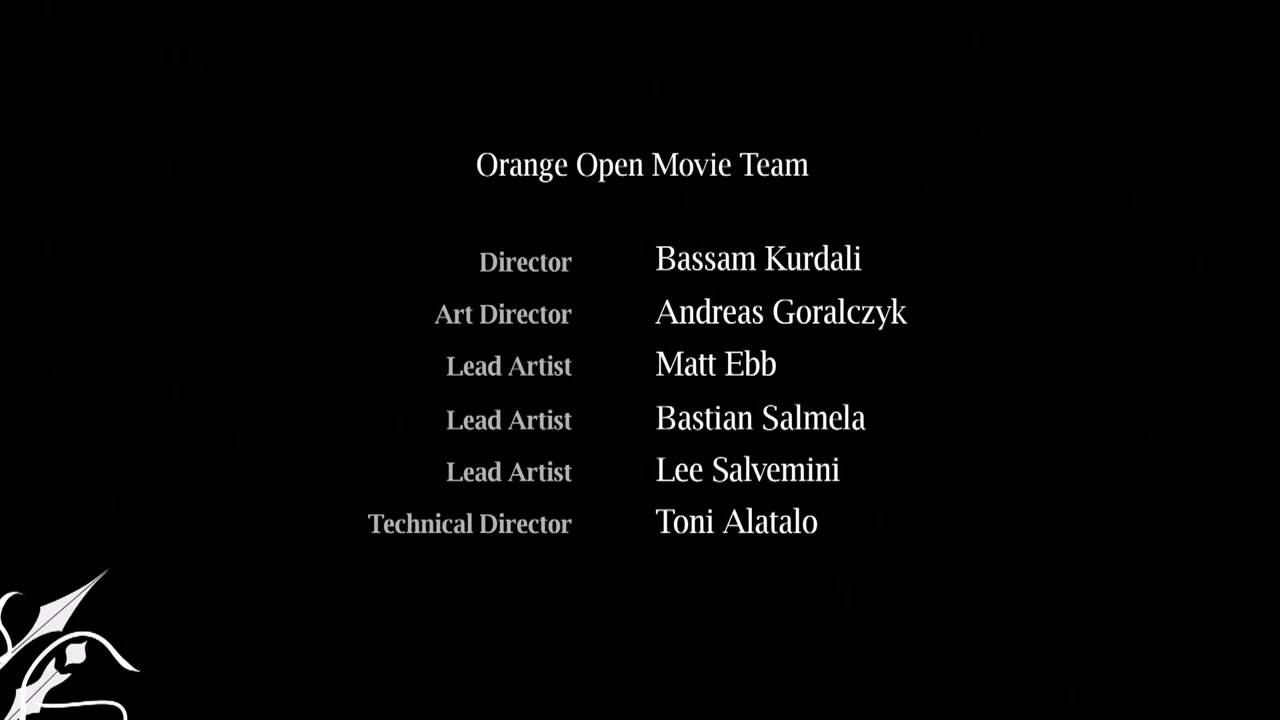 Orange Open Movie Team
Director Bassam Kurdali
Art Director Andreas Goralczyk
Lead Artist Matt Ebb
Lead Artist Bastian Salmela
Lead Artist Lee Salvemini
Technical Director Toni Alatalo